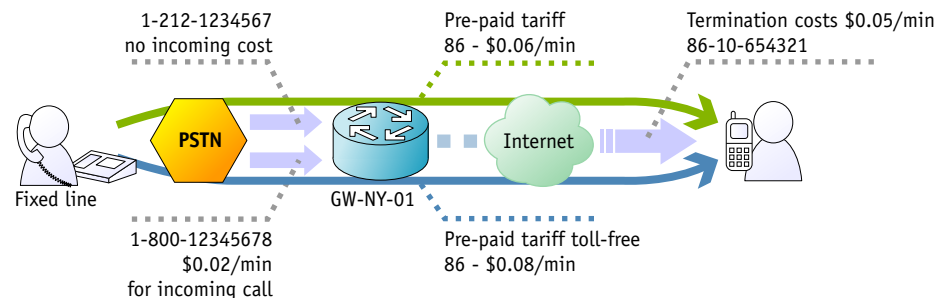 1-212-1234567
no incoming cost
Pre-paid tariff
86 - $0.06/min
Termination costs $0.05/min
86-10-654321
PSTN
Internet
Fixed line
GW-NY-01
1-800-12345678
$0.02/min
for incoming call
Pre-paid tariff toll-free
86 - $0.08/min